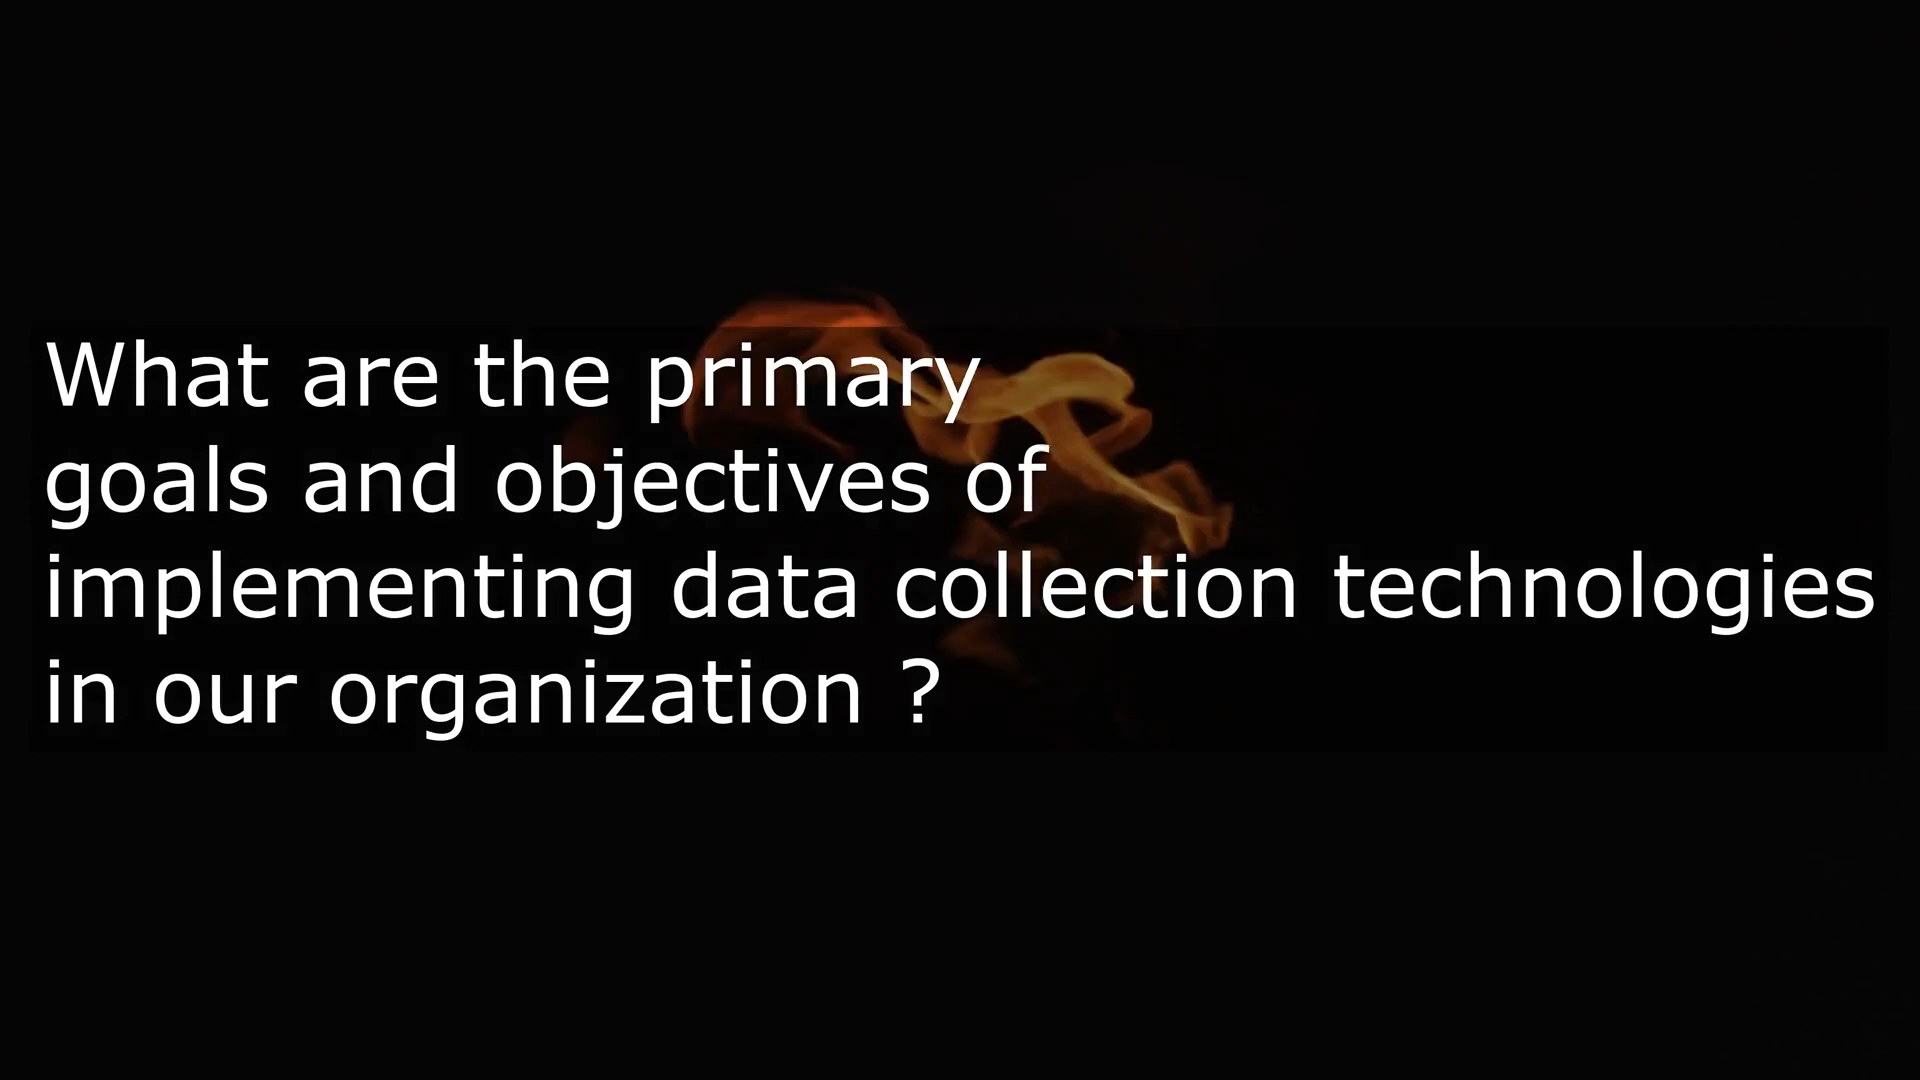 What are the primary
goals and objectives of
implementing data collection technologies
in our organization ?